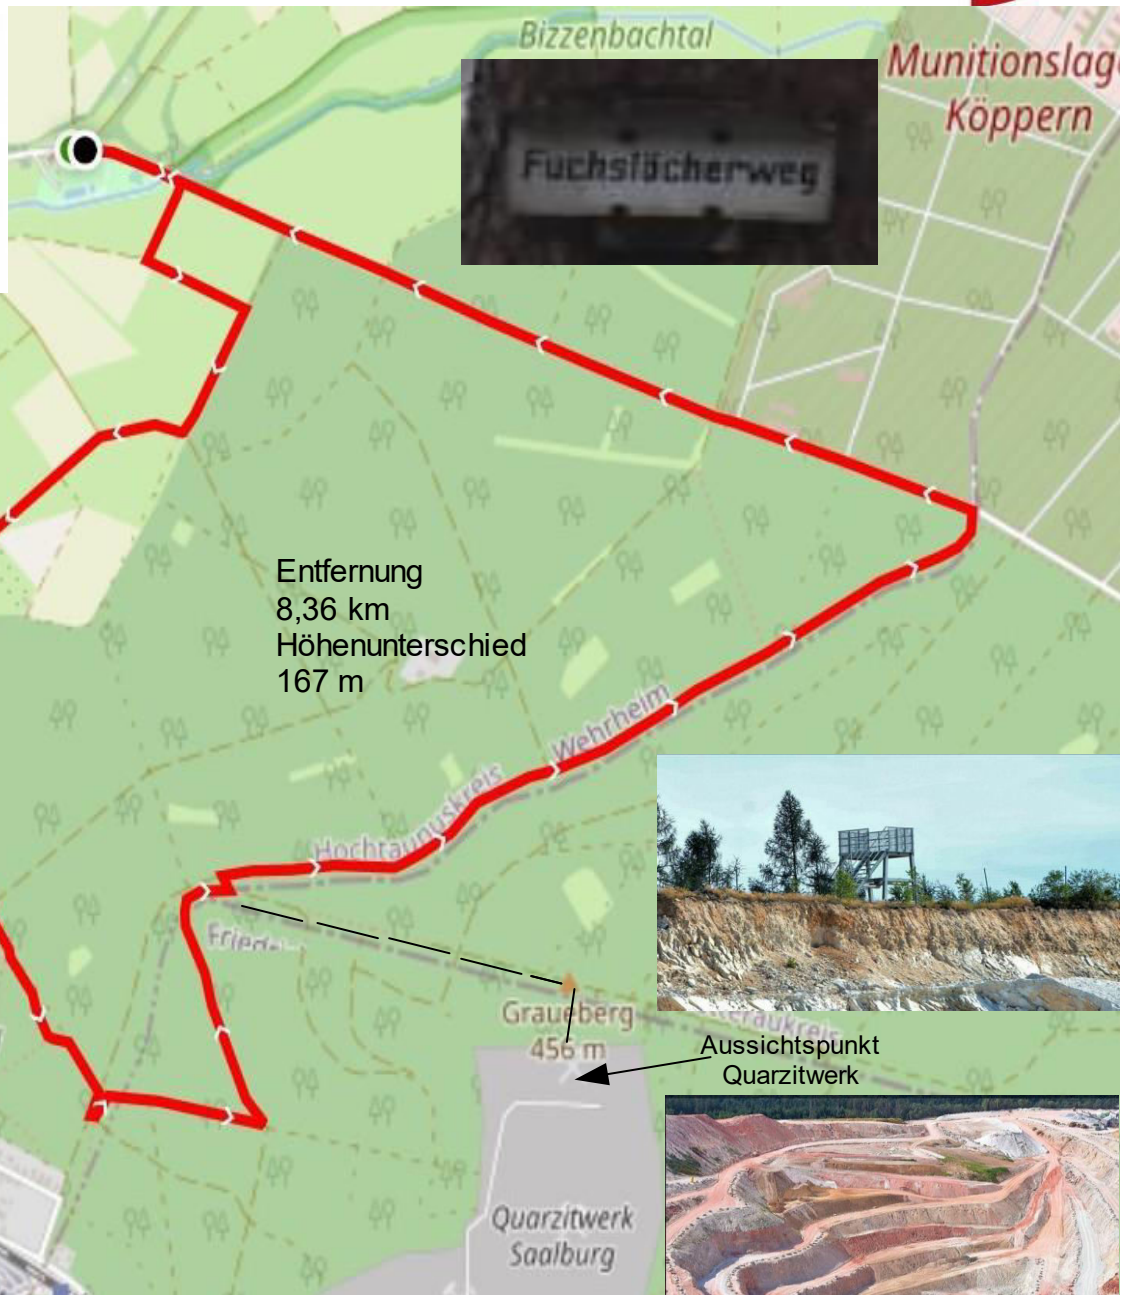 Bizzenbachtal
Munitionslag
Köppern
Fuchslöcherweg
Entfernung
8,36 km
Höhenunterschied
167 m
Wehrheim
Hochtaunuskreis
Graueberg
456 m
Aussichtspunkt
Quarzitwerk
Quarzitwerk
Saalburg